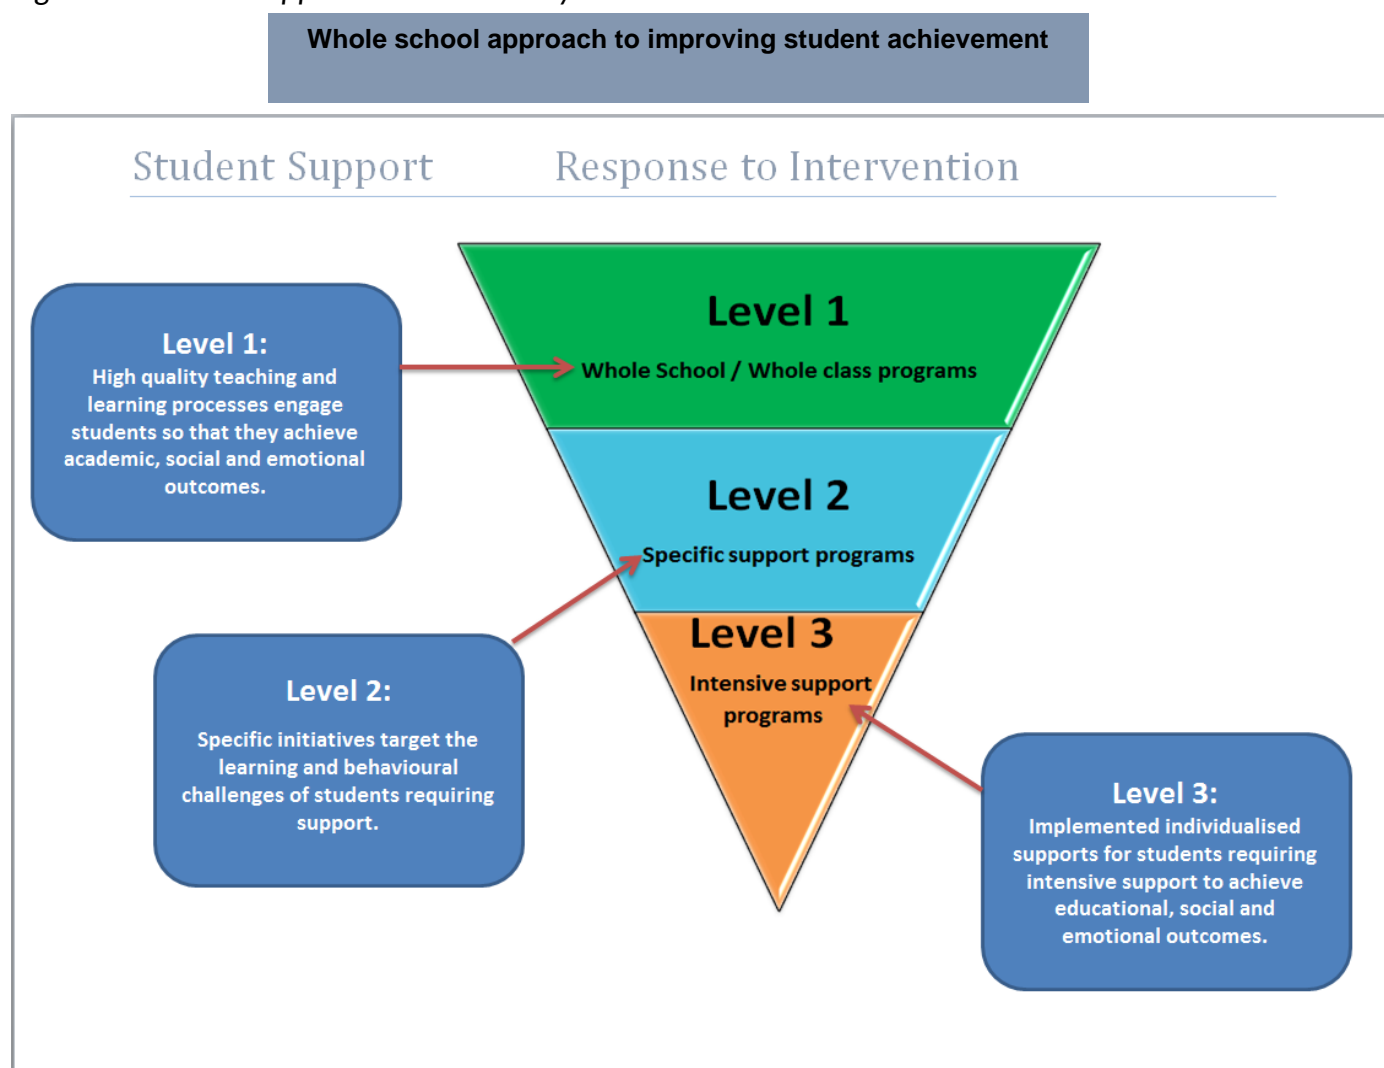 Whole school approach to improving student achievement
Student Support Response to Intervention
Level 1
Whole School / Whole class programs
Level 1:
High quality teaching and
learning processes engage
students so that they achieve
academic, social and emotional
outcomes.
Level 2
Specific support programs
Level 2:
Specific initiatives target the
learning and behavioural
challenges of students requiring
support.
Level 3
Intensive support
programs
Level 3:
Implemented individualised
supports for students requiring
intensive support to achieve
educational, social and
emotional outcomes.